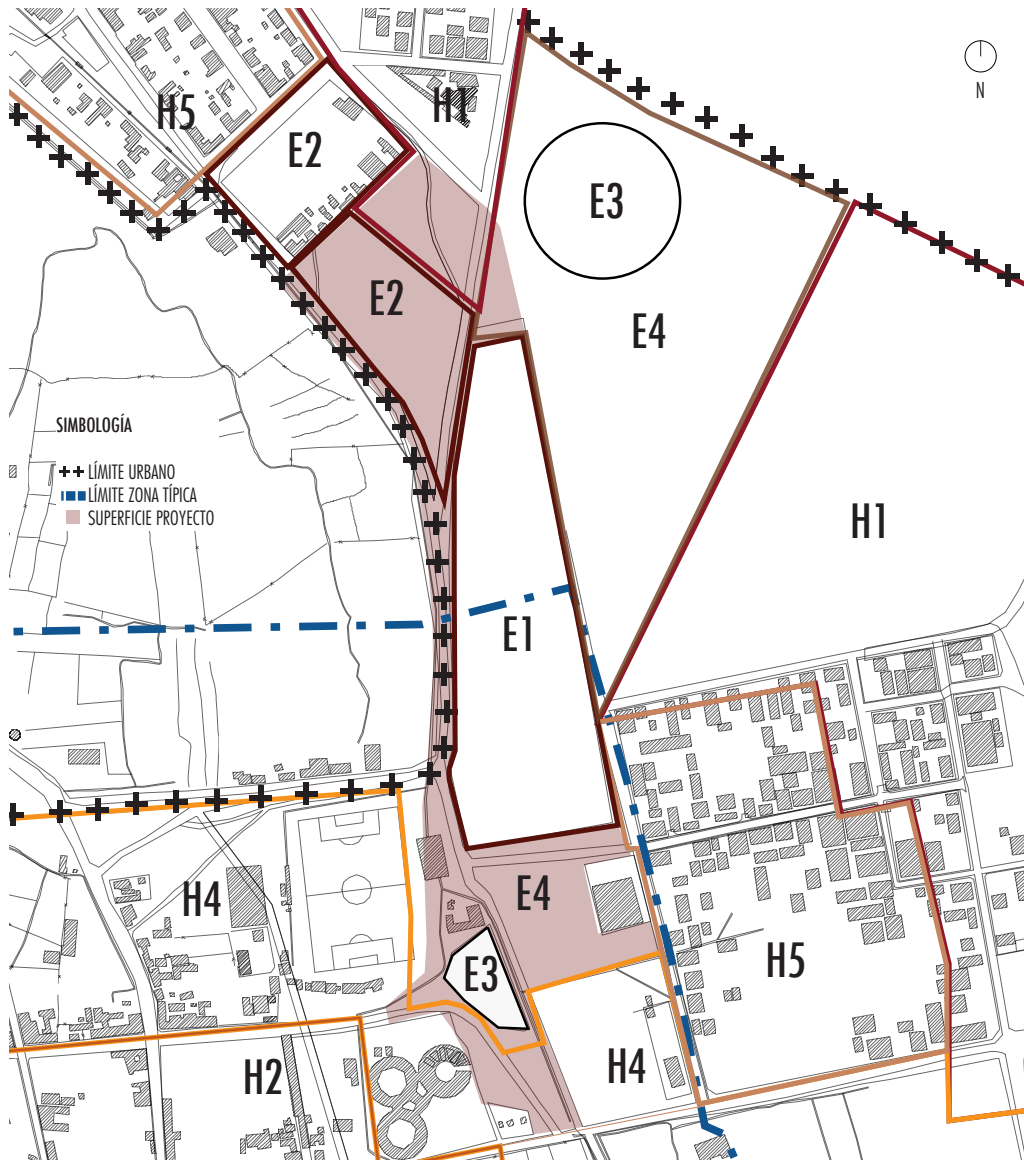 N
H5
H1
E2
E3
E2
E4
SIMBOLOGÍA
LÍMITE URBANO
LÍMITE ZONA TÍPICA
SUPERFICIE PROYECTO
H1
E1
H4
E4
E3
H5
H2
H4